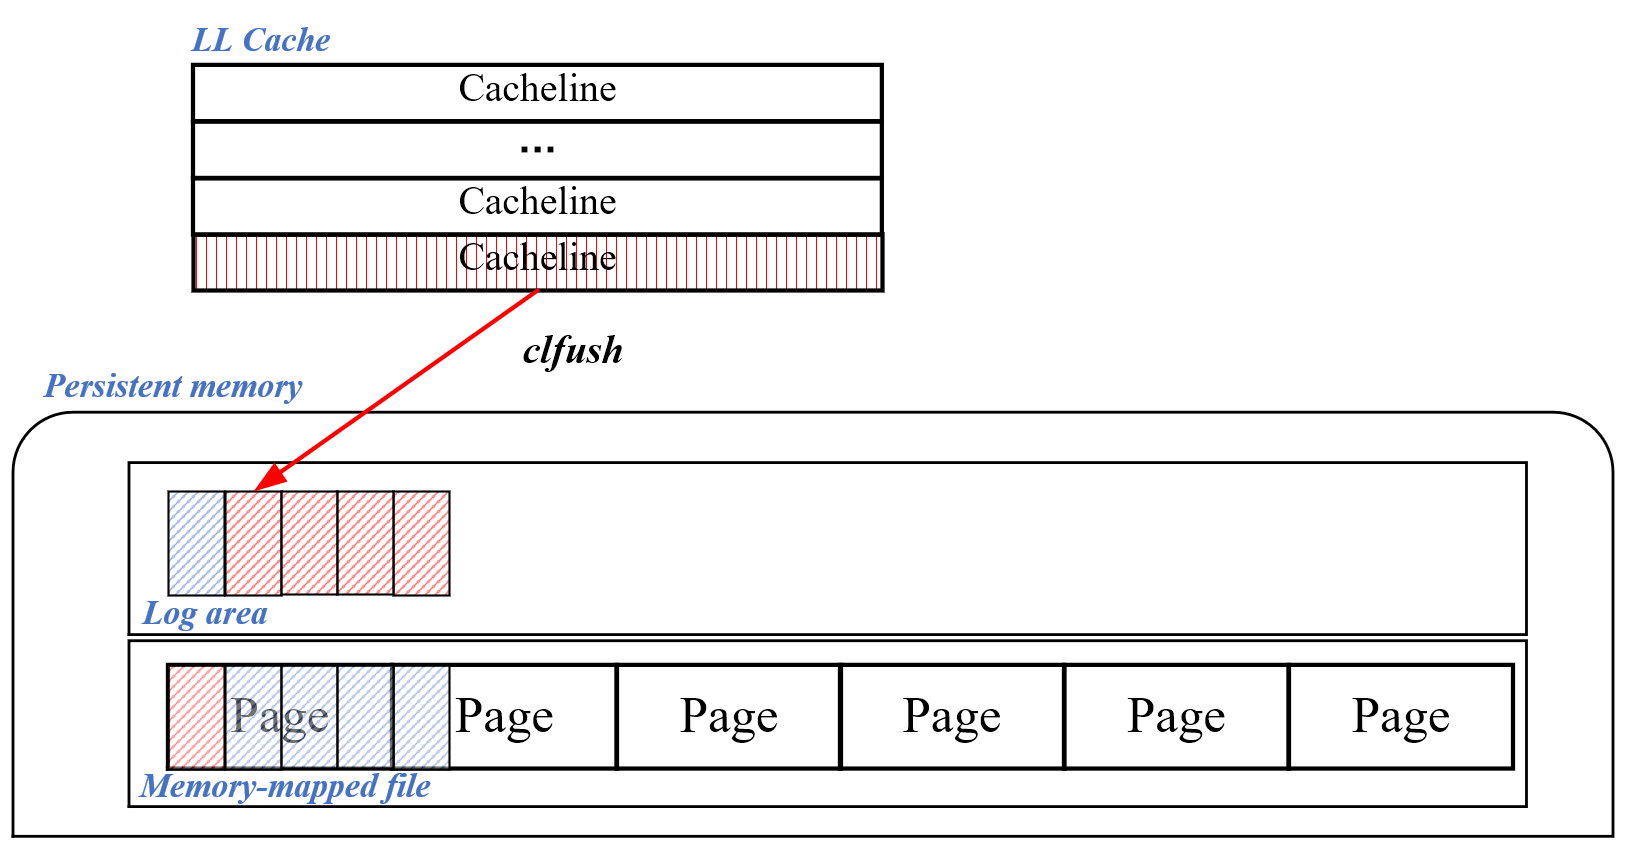 LL Cache
Cacheline
...
Cacheline
Cacheline
clfush
Persistent memory
Log area
Page Page Page Page Page Page
Memory-mapped file